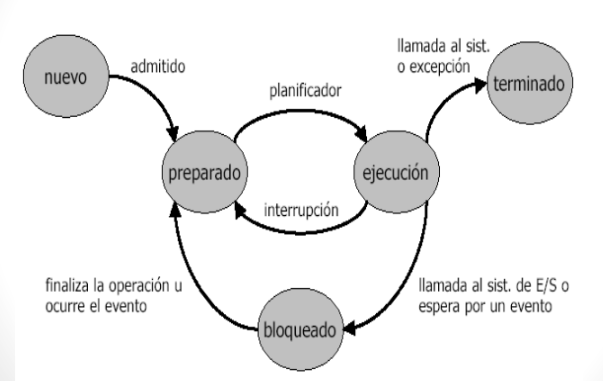 nuevo
admitido
llamada al sist.
o excepción
terminado
planificador
preparado
ejecución
interrupción
finaliza la operación u
ocurre el evento
llamada al sist. de E/S o
espera por un evento
bloqueado